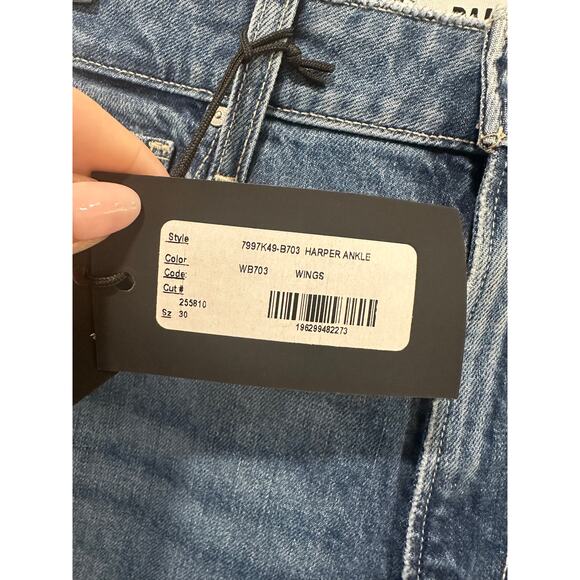 Style 7997K49-B703 HARPER ANKLE
Color
Code: WB703 WINGS
Cut #
255810
Sz 30
196299482273